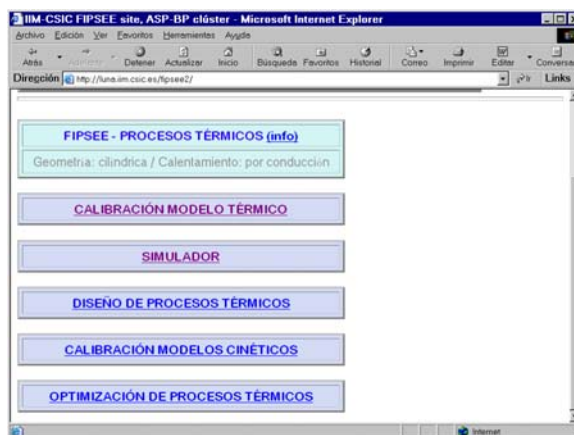 IIM-CSIC FIPSEE site, ASP-BP clúster - Microsoft Internet Explorer
Archivo Edición Ver Favoritos Herramientas Ayuda
Atrás Adelante Detener Actualizar Inicio Búsqueda Favoritos Historial Correo Imprimir Editar Conversar
Dirección http://luna.iim.csic.es/fipsee2/ Ir Links
FIPSEE - PROCESOS TÉRMICOS (info)
Geometría: cilíndrica / Calentamiento: por conducción
CALIBRACIÓN MODELO TÉRMICO
SIMULADOR
DISEÑO DE PROCESOS TÉRMICOS
CALIBRACIÓN MODELOS CINÉTICOS
OPTIMIZACIÓN DE PROCESOS TÉRMICOS
Internet